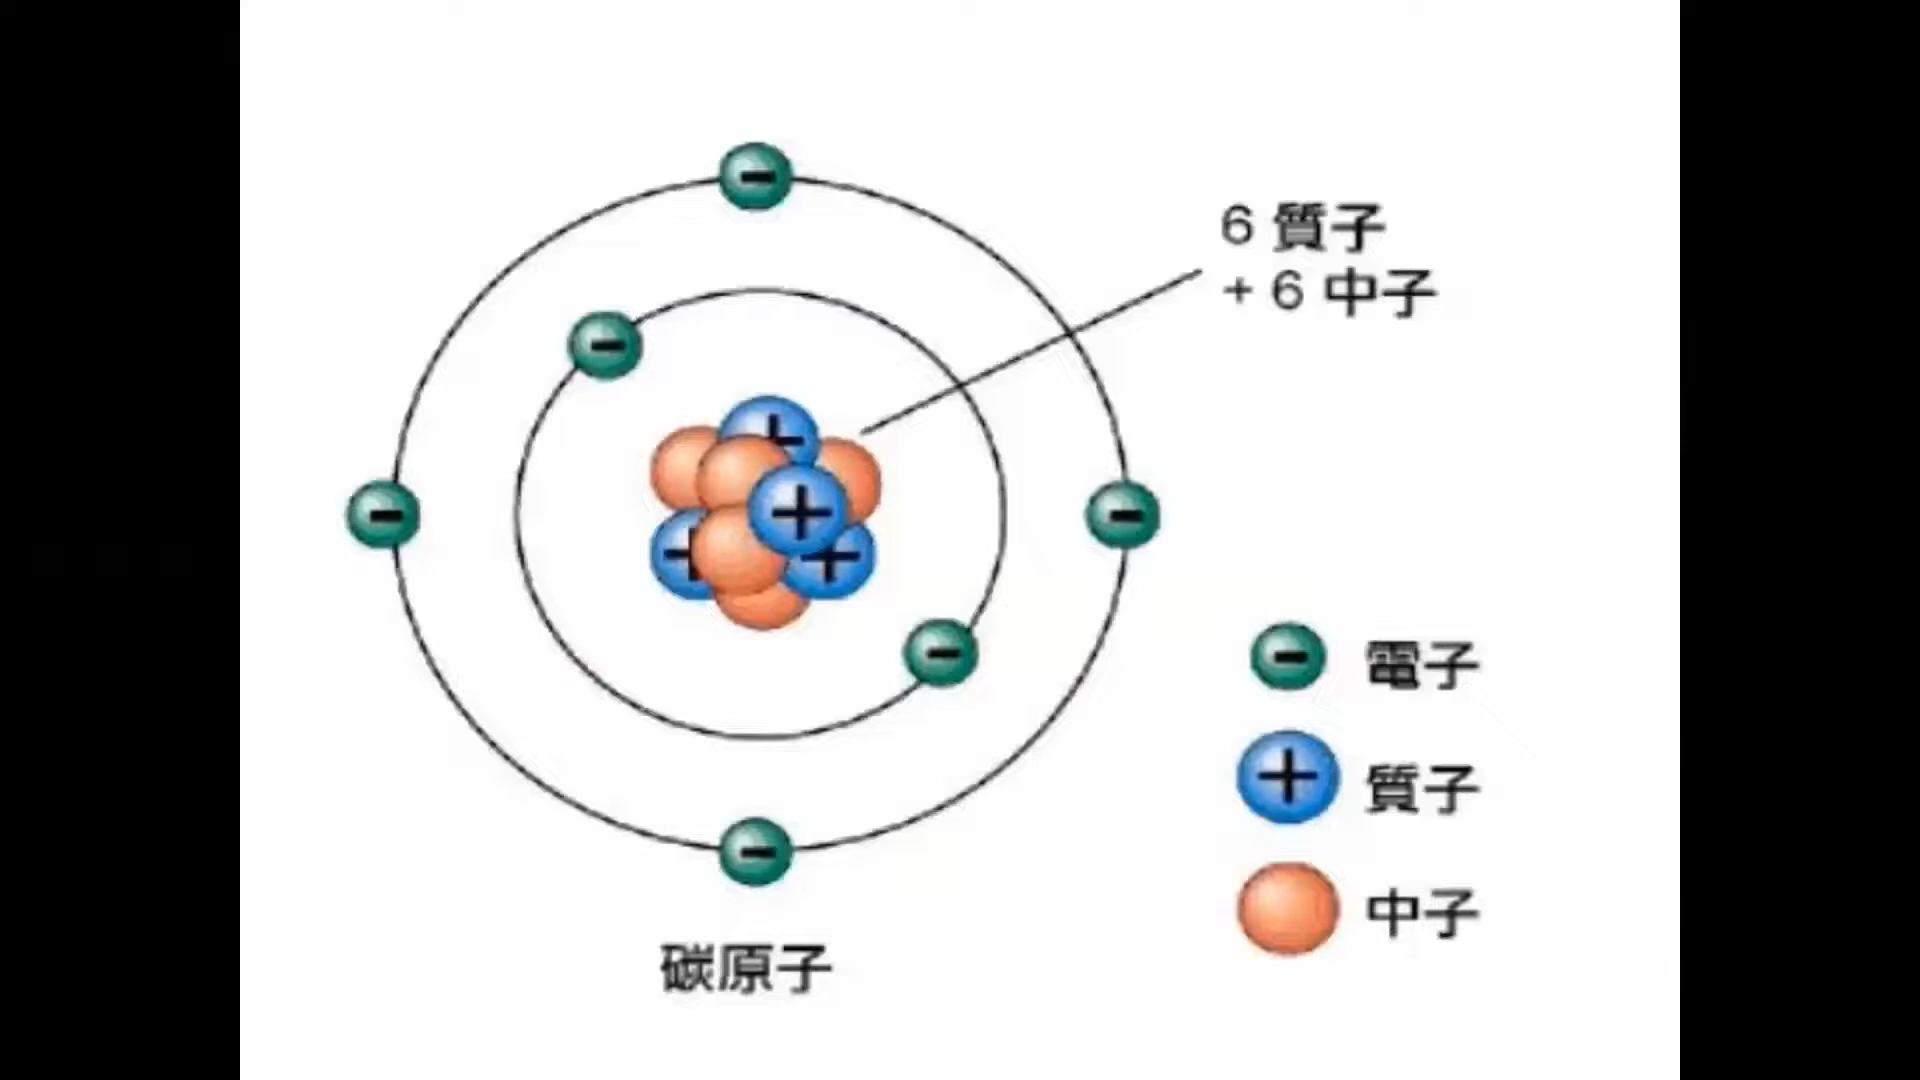 6 質子
+ 6 中子
電子
質子
中子
碳原子